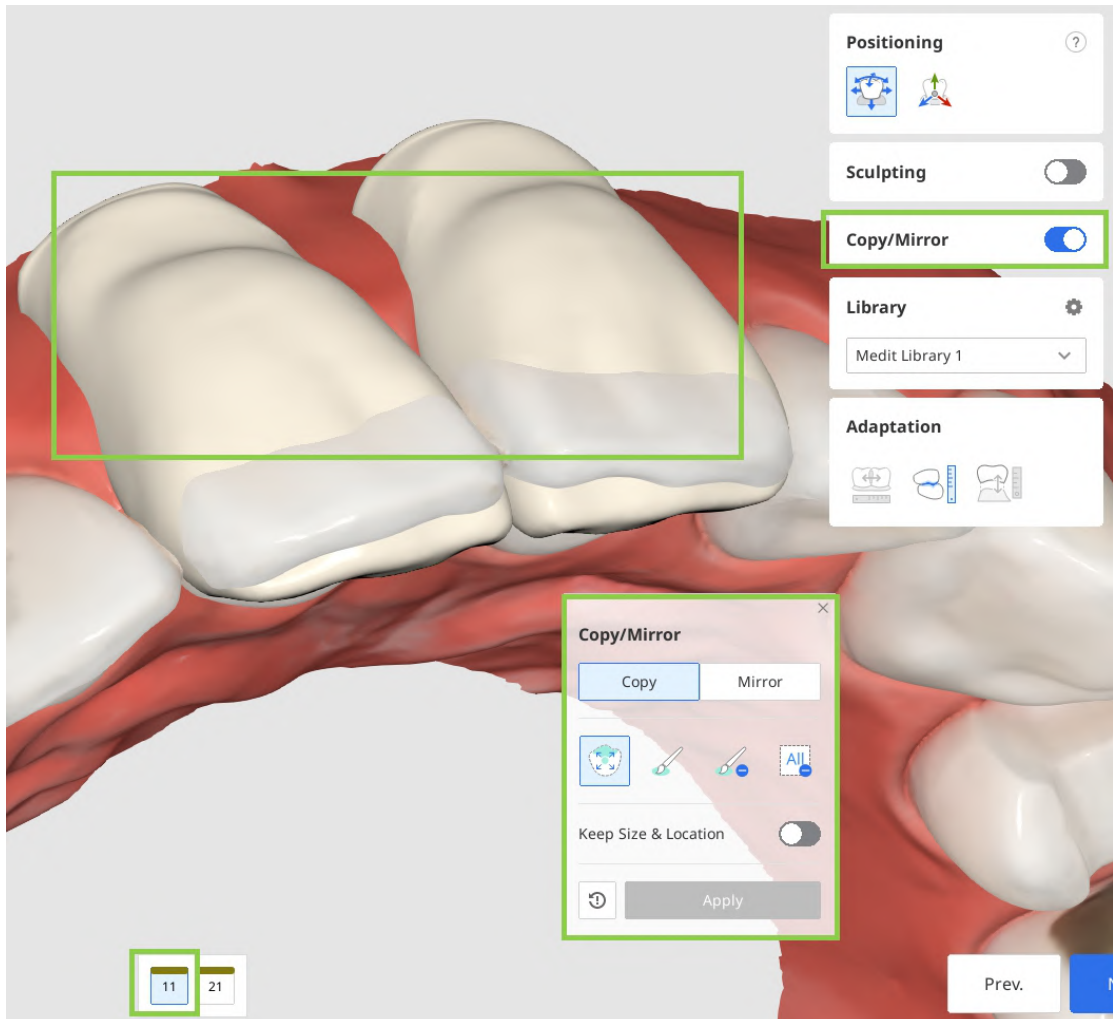 Positioning
?
Sculpting
Copy/Mirror
Library
Medit Library 1
Adaptation
Copy/Mirror
Copy Mirror
All
Keep Size & Location
Apply
11 21
Prev.
N